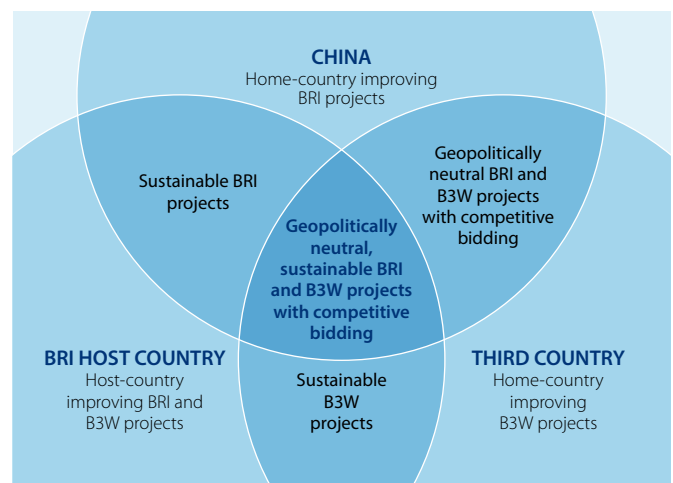 CHINA
Home-country improving
BRI projects
Sustainable BRI
projects
Geopolitically
neutral BRI and
B3W projects
with competitive
bidding
Geopolitically
neutral,
sustainable BRI
and B3W projects
with competitive
bidding
BRI HOST COUNTRY
Host-country
improving BRI and
B3W projects
Sustainable
B3W
projects
THIRD COUNTRY
Home-country
improving
B3W projects